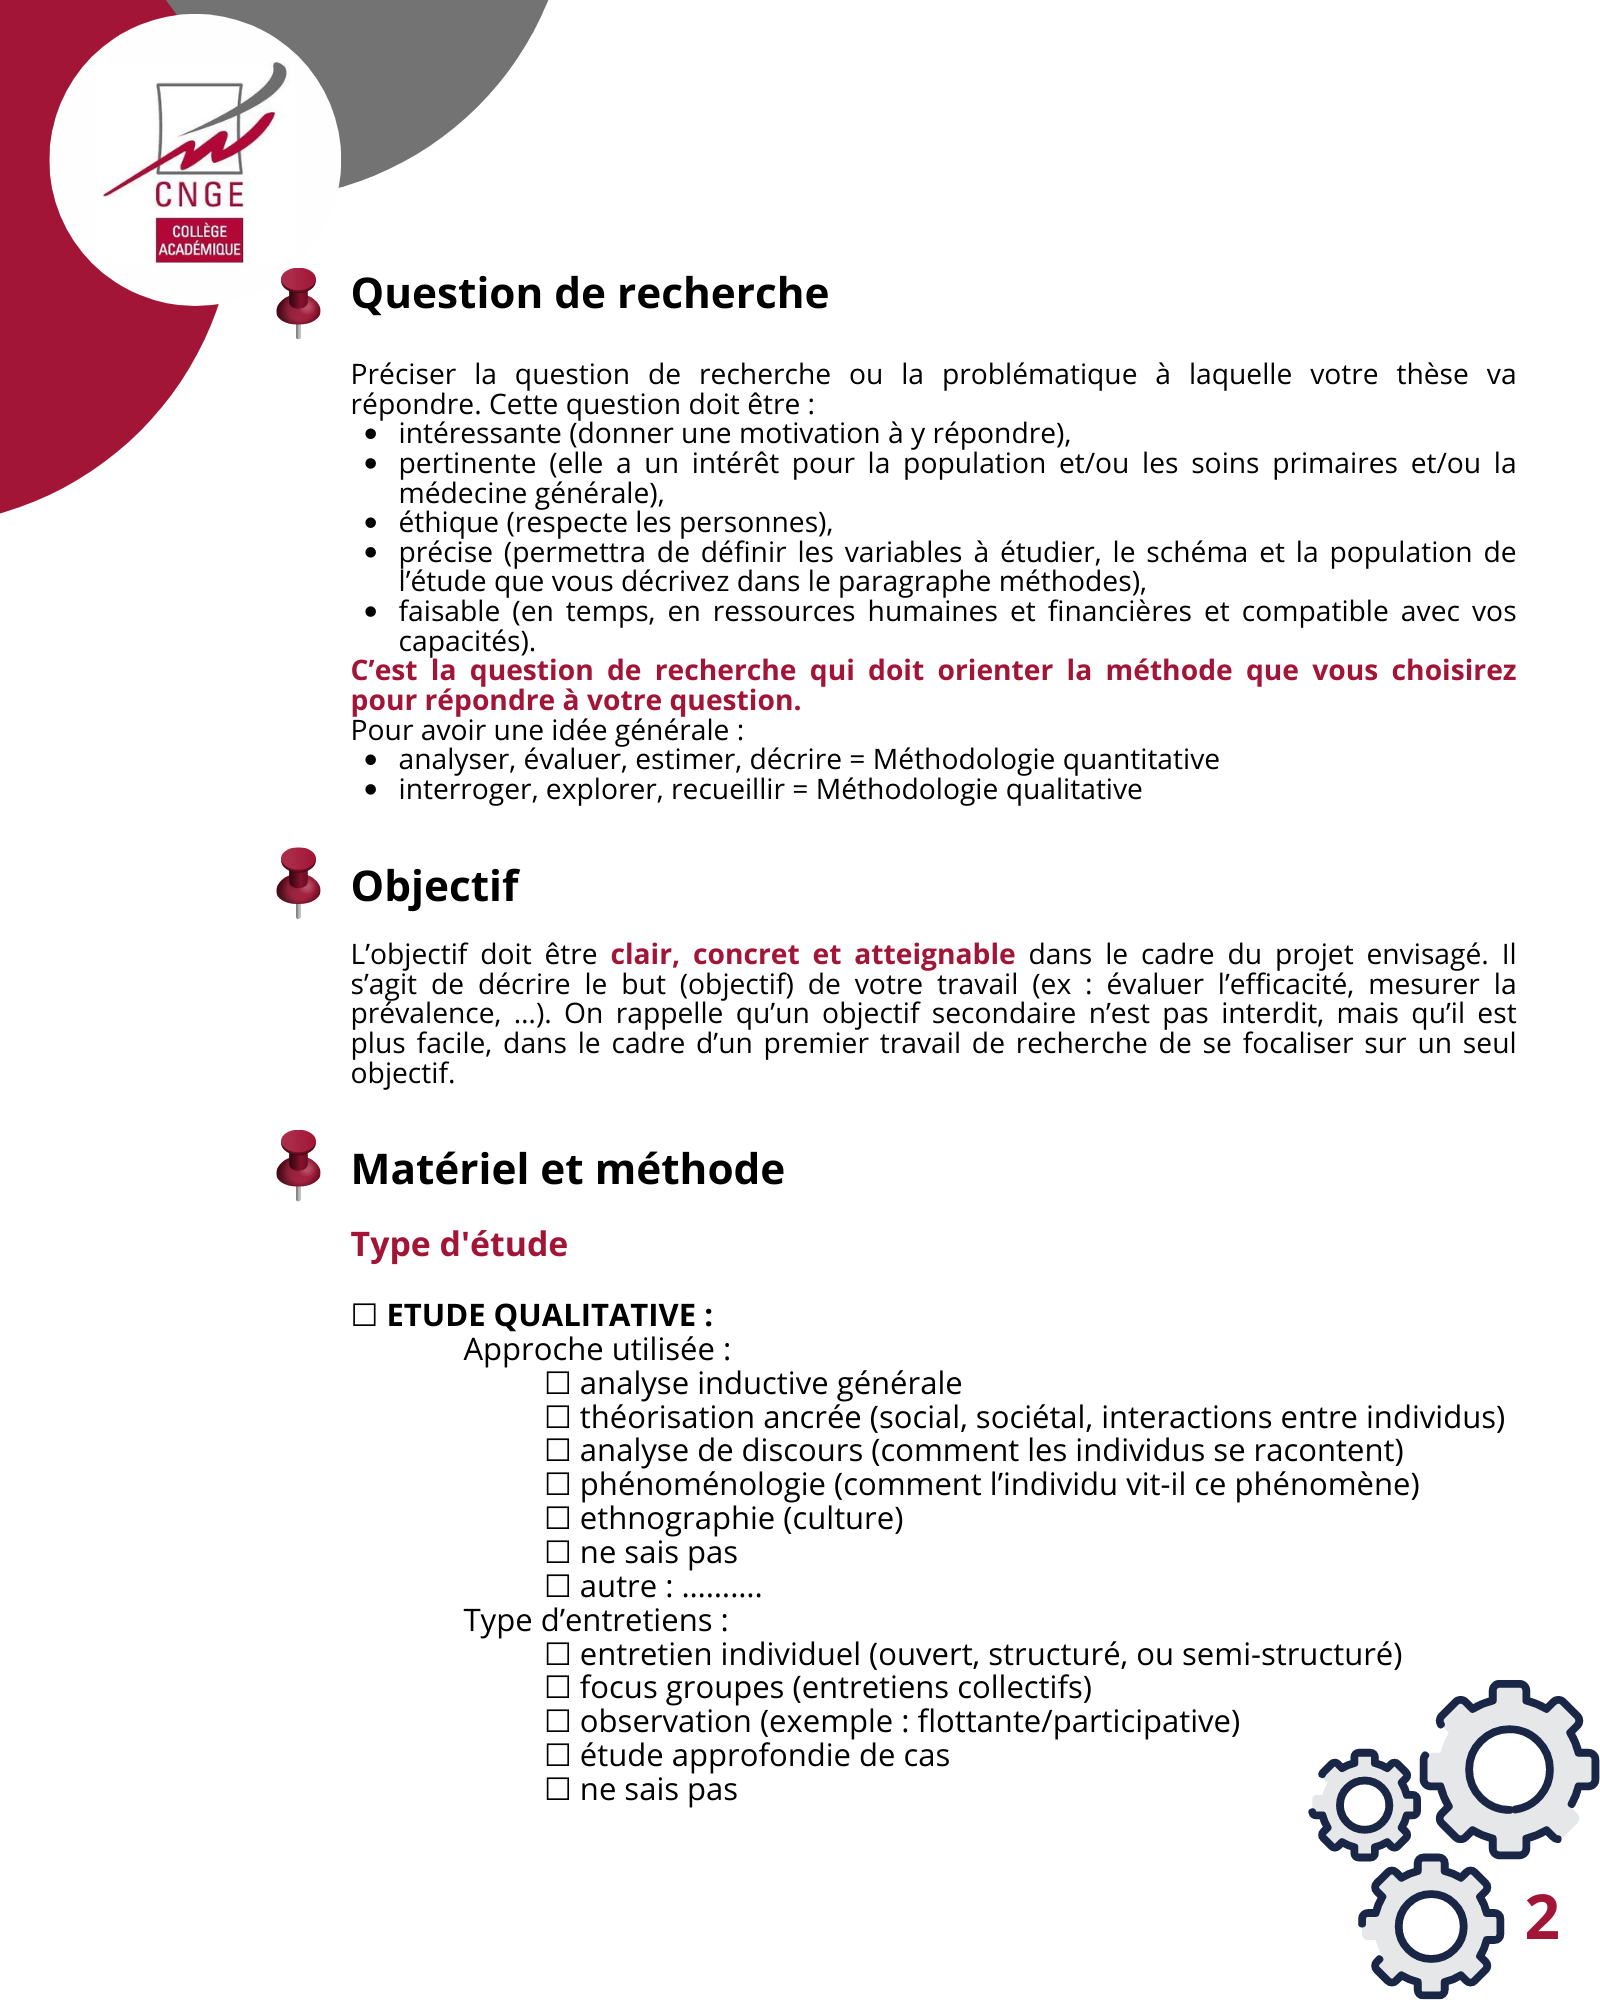 CNGE
COLLÈGE
ACADÉMIQUE
Question de recherche
Préciser la question de recherche ou la problématique à laquelle votre thèse va
répondre. Cette question doit être :
• intéressante (donner une motivation à y répondre),
• pertinente (elle a un intérêt pour la population et/ou les soins primaires et/ou la
médecine générale),
• éthique (respecte les personnes),
• précise (permettra de définir les variables à étudier, le schéma et la population de
l’étude que vous décrivez dans le paragraphe méthodes),
• faisable (en temps, en ressources humaines et financières et compatible avec vos
capacités).
C’est la question de recherche qui doit orienter la méthode que vous choisirez
pour répondre à votre question.
Pour avoir une idée générale :
• analyser, évaluer, estimer, décrire = Méthodologie quantitative
• interroger, explorer, recueillir = Méthodologie qualitative
Objectif
L’objectif doit être clair, concret et atteignable dans le cadre du projet envisagé. Il
s’agit de décrire le but (objectif) de votre travail (ex : évaluer l’efficacité, mesurer la
prévalence, ...). On rappelle qu’un objectif secondaire n’est pas interdit, mais qu’il est
plus facile, dans le cadre d’un premier travail de recherche de se focaliser sur un seul
objectif.
Matériel et méthode
Type d'étude
☐ ETUDE QUALITATIVE :
Approche utilisée :
☐ analyse inductive générale
☐ théorisation ancrée (social, sociétal, interactions entre individus)
☐ analyse de discours (comment les individus se racontent)
☐ phénoménologie (comment l’individu vit-il ce phénomène)
☐ ethnographie (culture)
☐ ne sais pas
☐ autre : ..........
Type d’entretiens :
☐ entretien individuel (ouvert, structuré, ou semi-structuré)
☐ focus groupes (entretiens collectifs)
☐ observation (exemple : flottante/participative)
☐ étude approfondie de cas
☐ ne sais pas
2